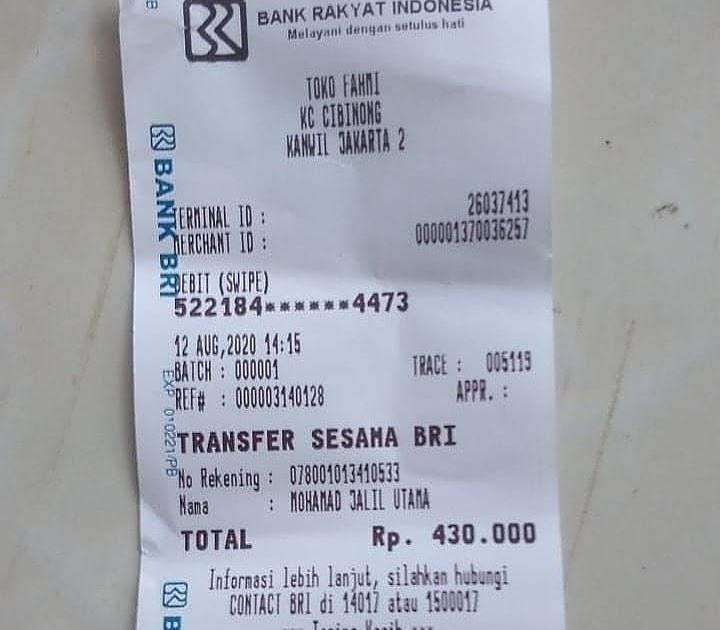 BANK RAKYAT INDONESIA
Melayani dengan setulus hati
TOKO FAHMI
KC CIBINONG
KANWIL JAKARTA 2
TERMINAL ID : 26037413
MERCHANT ID : 000001370036257
DEBIT (SWIPE)
522184******4473
12 AUG,2020 14:15
BATCH : 000001 TRACE : 005119
REF# : 000003140128 APPR. :
TRANSFER SESAMA BRI
No Rekening : 078001013410533
Nama : MOHAMAD JALIL UTAMA
TOTAL Rp. 430.000
Informasi lebih lanjut, silahkan hubungi
CONTACT BRI di 14017 atau 1500017
BANK BRI
EXP 010221/PB